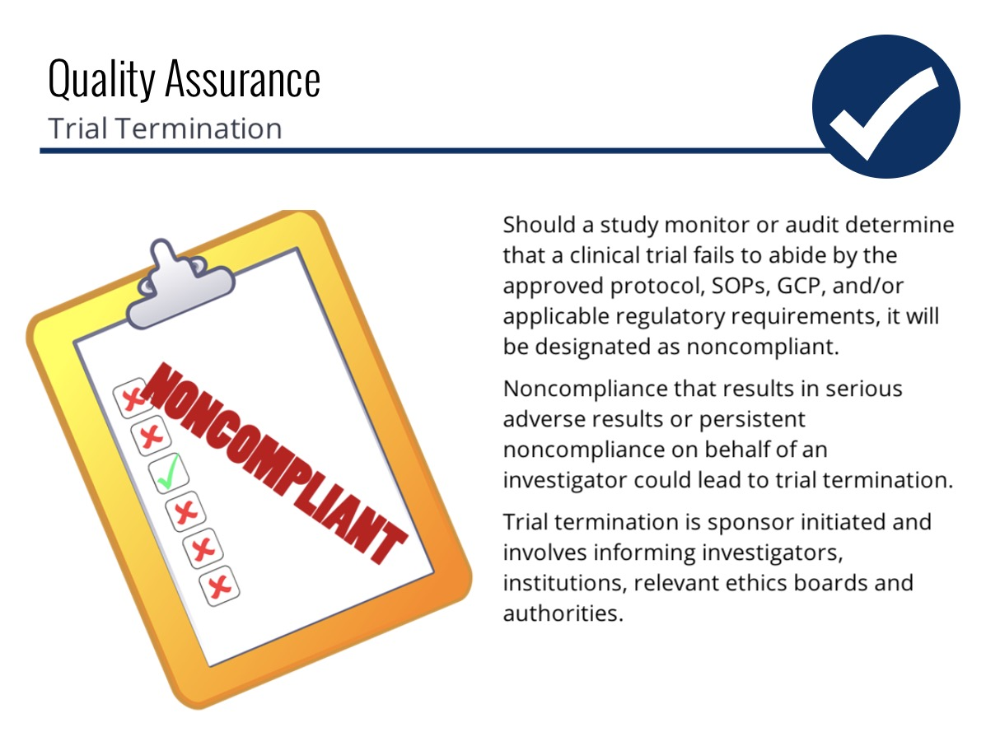 Quality Assurance
Trial Termination
Should a study monitor or audit determine
that a clinical trial fails to abide by the
approved protocol, SOPs, GCP, and/or
applicable regulatory requirements, it will
be designated as noncompliant.
Noncompliance that results in serious
adverse results or persistent
noncompliance on behalf of an
investigator could lead to trial termination.
Trial termination is sponsor initiated and
involves informing investigators,
institutions, relevant ethics boards and
authorities.
NONCOMPLIANT